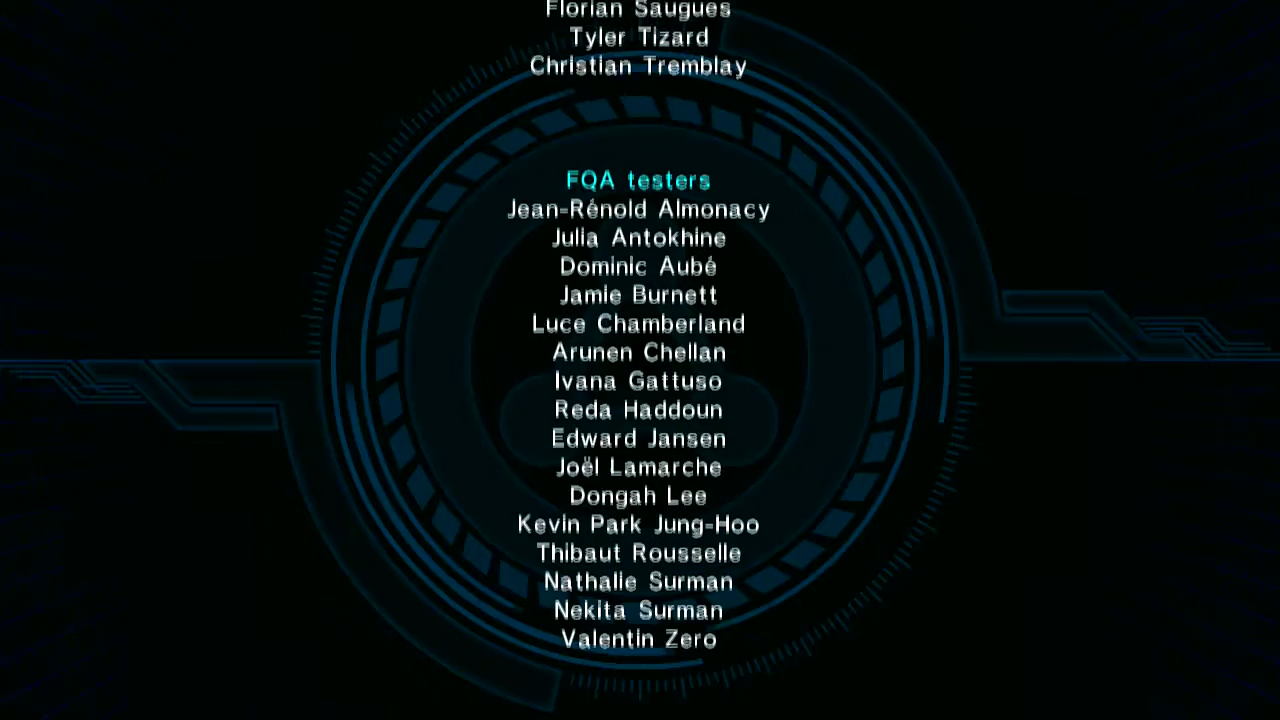 Florian Saugues
Tyler Tizard
Christian Tremblay
FQA testers
Jean-Rénold Almonacy
Julia Antokhine
Dominic Aubé
Jamie Burnett
Luce Chamberland
Arunen Chellan
Ivana Gattuso
Reda Haddoun
Edward Jansen
Joël Lamarche
Dongah Lee
Kevin Park Jung-Hoo
Thibaut Rousselle
Nathalie Surman
Nekita Surman
Valentin Zero